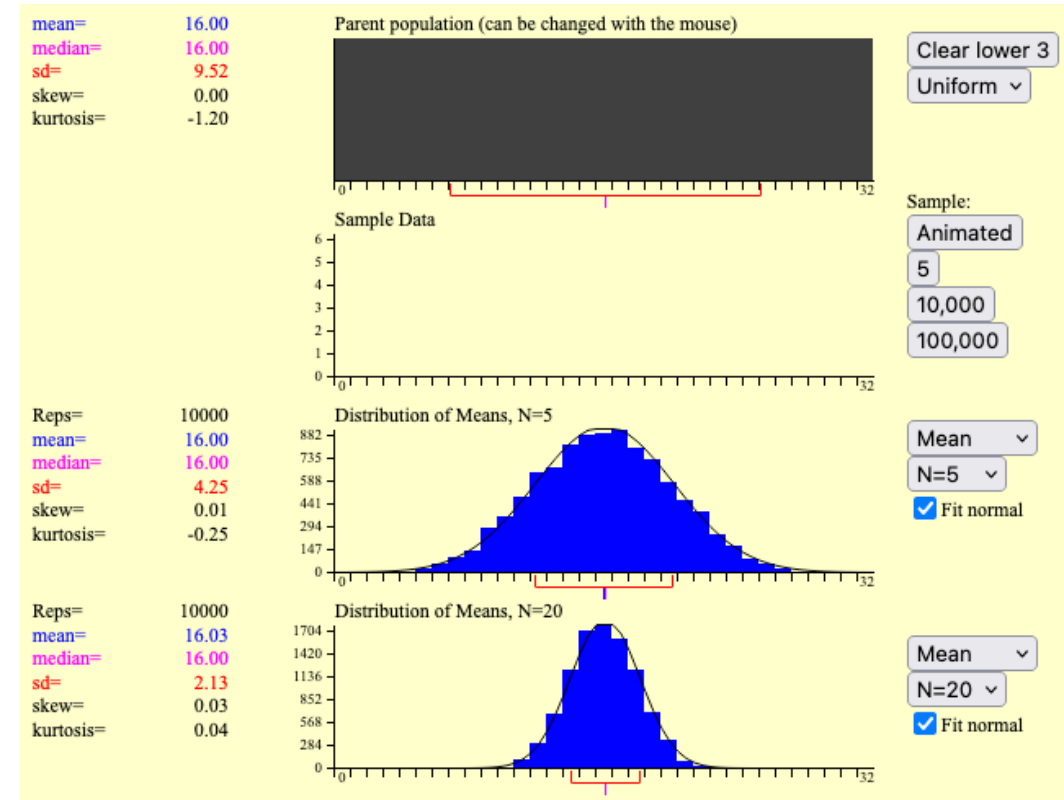 mean= 16.00
median= 16.00
sd= 9.52
skew= 0.00
kurtosis= -1.20
Parent population (can be changed with the mouse)
0 32
Clear lower 3
Uniform
Sample Data
6
5
4
3
2
1
0
0 32
Sample:
Animated
5
10,000
100,000
Reps= 10000
mean= 16.00
median= 16.00
sd= 4.25
skew= 0.01
kurtosis= -0.25
Distribution of Means, N=5
882
735
588
441
294
147
0
0 32
Mean
N=5
Fit normal
Reps= 10000
mean= 16.03
median= 16.00
sd= 2.13
skew= 0.03
kurtosis= 0.04
Distribution of Means, N=20
1704
1420
1136
852
568
284
0
0 32
Mean
N=20
Fit normal